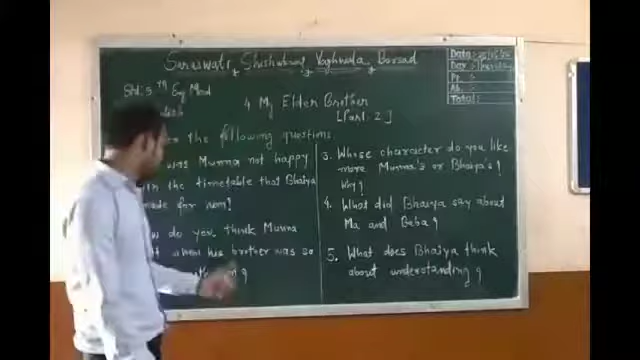 Saraswati Shishukunj, Vaghwala, Borsad
Date:
Day: Thursday
Pr. :
Ab. :
Total:
Std: 5th Eng Med
4 My Elder Brother
[Part. 2]
the following questions.
was Munna not happy
the timetable that Bhaiya
made for him?
do you think Munna
his brother was so
3. Whose character do you like
more Munna's or Bhaiya's?
Why?
4. What did Bhaiya say about
Ma and Baba?
5. What does Bhaiya think
about understanding?